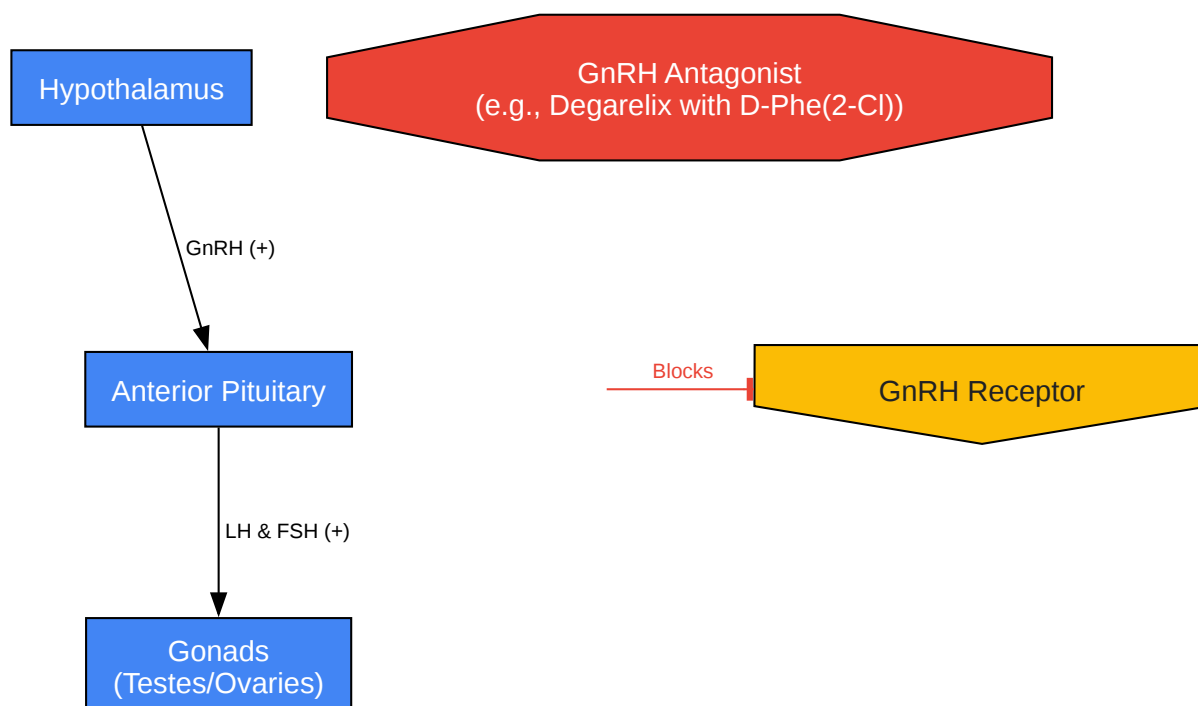 Hypothalamus
GnRH Antagonist
(e.g., Degarelix with D-Phe(2-Cl))
GnRH (+)
Anterior Pituitary
Blocks
GnRH Receptor
LH & FSH (+)
Gonads
(Testes/Ovaries)